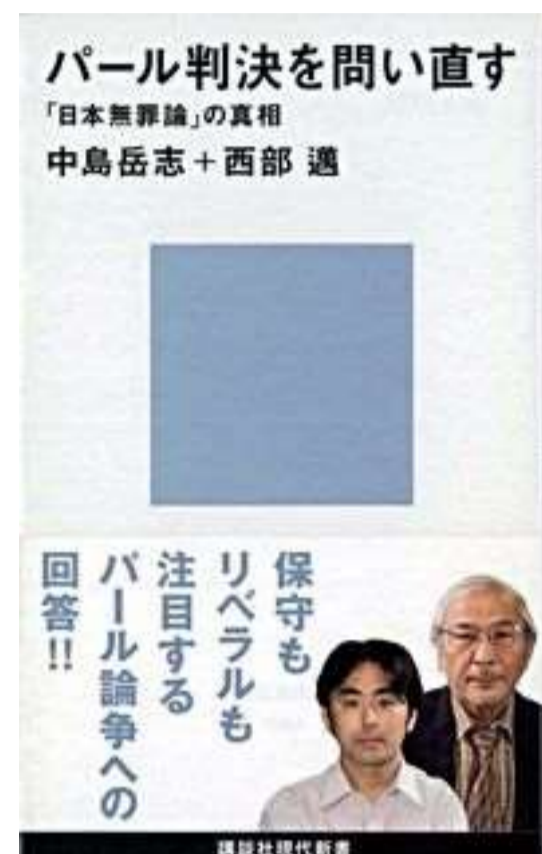 パール判決を問い直す
「日本無罪論」の真相
中島岳志＋西部 邁
保守も
リベラルも
注目する
パール論争への
回答!!
講談社現代新書